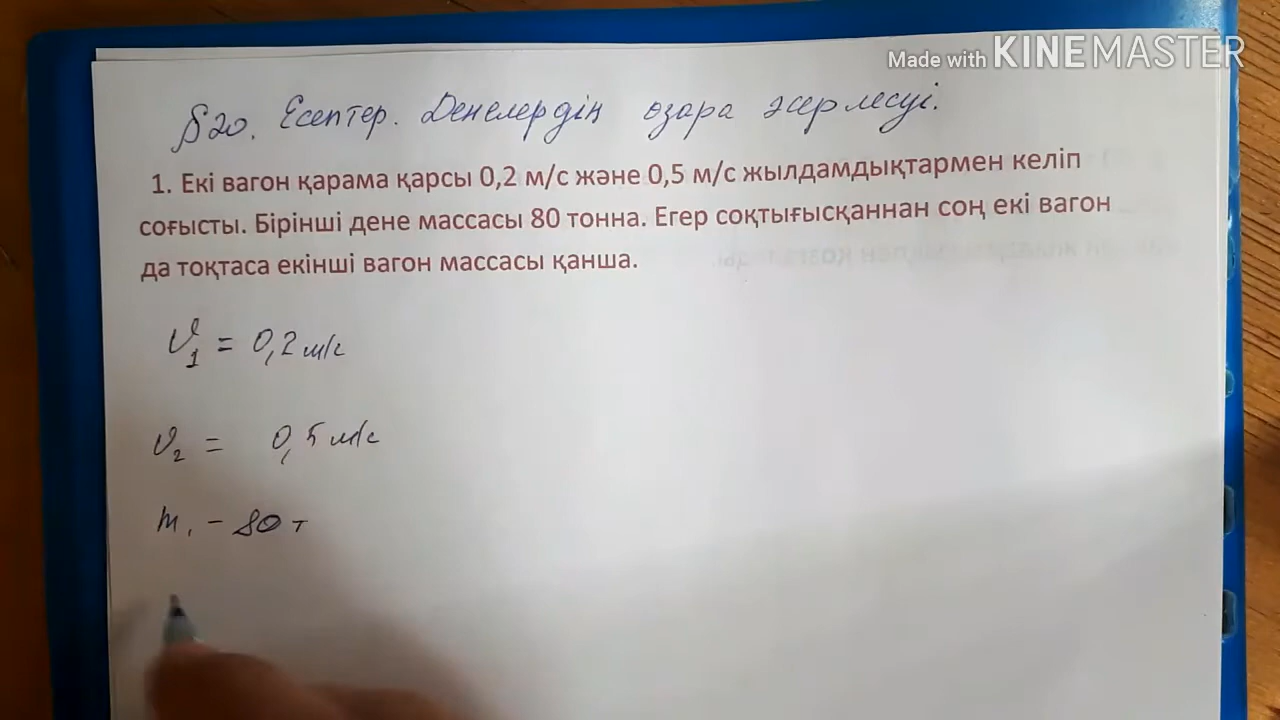 Made with KINEMASTER
§20. Есептер. Денелердің өзара әсерлесуі.
1. Екі вагон қарама қарсы 0,2 м/с және 0,5 м/с жылдамдықтармен келіп
соғысты. Бірінші дене массасы 80 тонна. Егер соқтығысқаннан соң екі вагон
да тоқтаса екінші вагон массасы қанша.
υ₁ = 0,2 м/с
υ₂ = 0,5 м/с
m₁ - 80 т